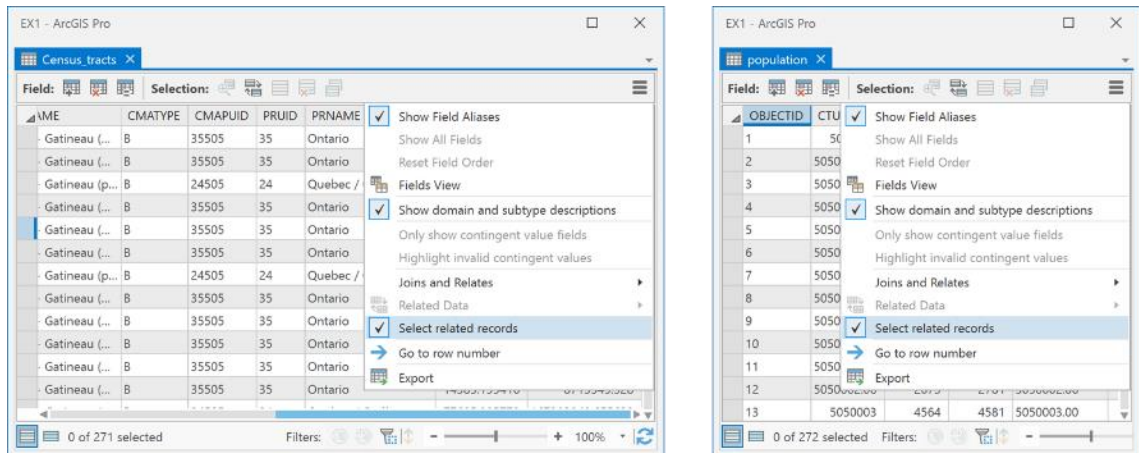 EX1 - ArcGIS Pro
Census_tracts
Field: Selection:
AME CMATYPE CMAPUID PRUID PRNAME
Gatineau (... B 35505 35 Ontario
Gatineau (... B 35505 35 Ontario
Gatineau (p... B 24505 24 Quebec /
Gatineau (... B 35505 35 Ontario
Gatineau (... B 35505 35 Ontario
Gatineau (... B 35505 35 Ontario
Gatineau (p... B 24505 24 Quebec /
Gatineau (... B 35505 35 Ontario
Gatineau (... B 35505 35 Ontario
Gatineau (... B 35505 35 Ontario
Gatineau (... B 35505 35 Ontario
Gatineau (... B 35505 35 Ontario
Show Field Aliases
Show All Fields
Reset Field Order
Fields View
Show domain and subtype descriptions
Only show contingent value fields
Highlight invalid contingent values
Joins and Relates
Related Data
Select related records
Go to row number
Export
0 of 271 selected Filters: 100%
EX1 - ArcGIS Pro
population
Field: Selection:
OBJECTID CTU
1 50
2 5050
3 5050
4 5050
5 5050
6 5050
7 5050
8 5050
9 5050
10 5050
11 5050
12
13 5050003 4564 4581 5050003.00
Show Field Aliases
Show All Fields
Reset Field Order
Fields View
Show domain and subtype descriptions
Only show contingent value fields
Highlight invalid contingent values
Joins and Relates
Related Data
Select related records
Go to row number
Export
0 of 272 selected Filters: